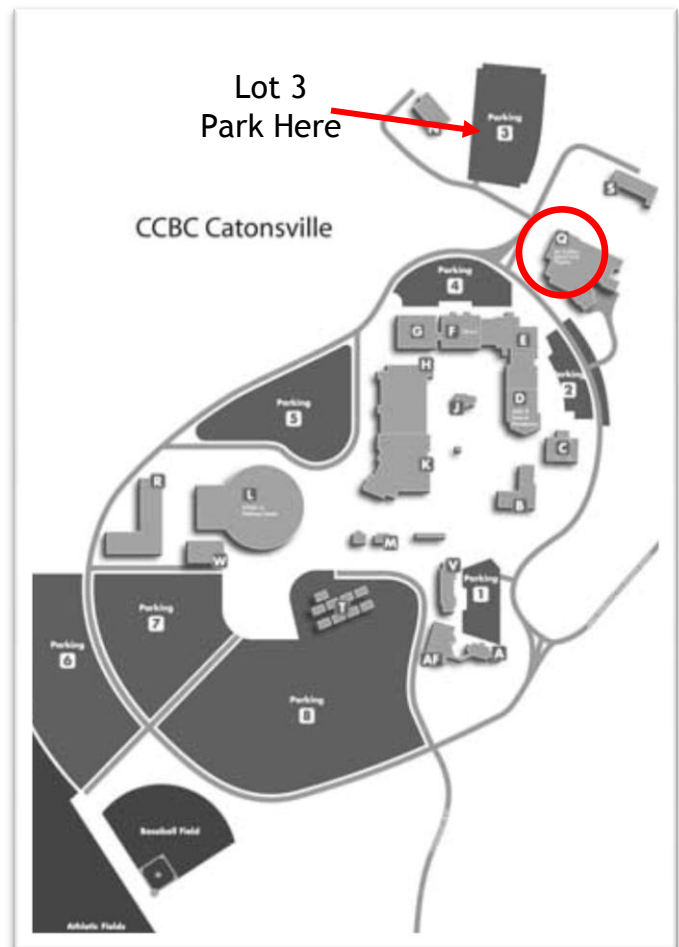 Lot 3
Park Here
Parking
3
N
S
CCBC Catonsville
Parking
4
G
F
E
H
Parking
2
D
J
Parking
5
C
K
R
L
B
M
W
V
Parking
1
T
Parking
7
Parking
6
AF
A
Parking
8
Baseball Field
Athletic Fields